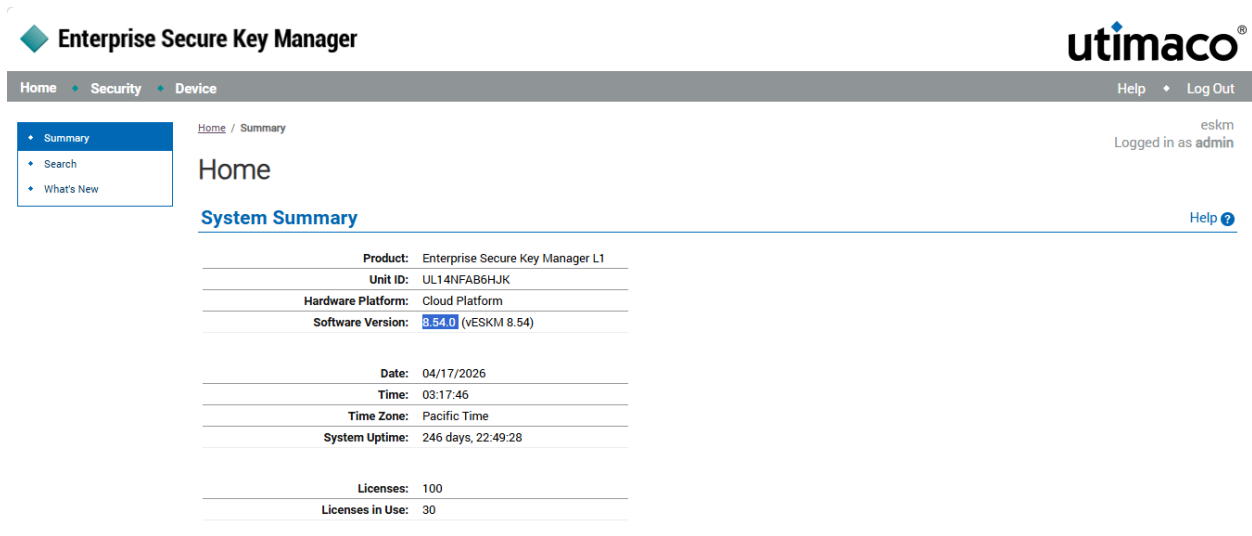 Enterprise Secure Key Manager
utimaco®
Home Security Device
Help Log Out
Summary
Search
What's New
Home / Summary
eskm
Logged in as admin
Home
System Summary
Help ?
Product: Enterprise Secure Key Manager L1
Unit ID: UL14NFAB6HJK
Hardware Platform: Cloud Platform
Software Version: 8.54.0 (vESKM 8.54)
Date: 04/17/2026
Time: 03:17:46
Time Zone: Pacific Time
System Uptime: 246 days, 22:49:28
Licenses: 100
Licenses in Use: 30